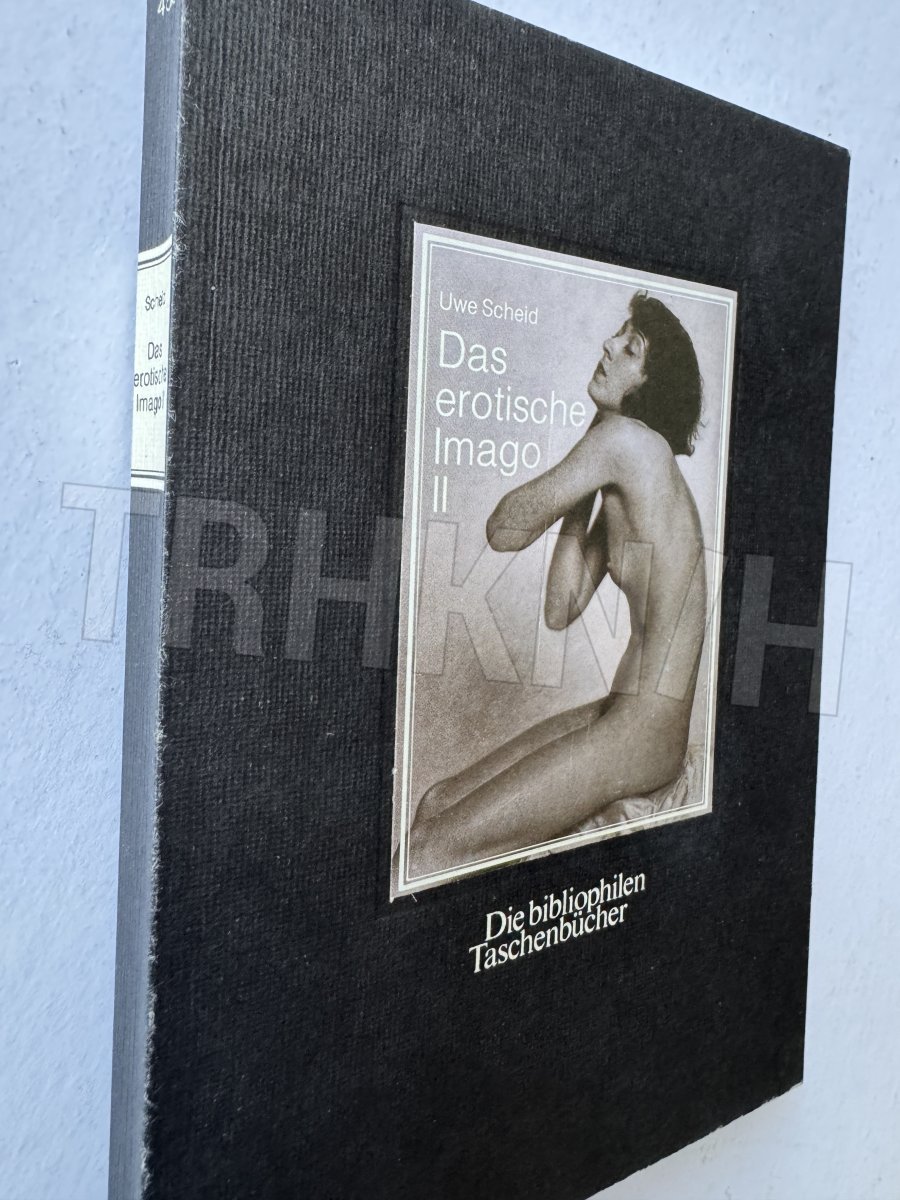 Scheid
Das
erotische
Imago
Uwe Scheid
Das
erotische
Imago
II
Die bibliophilen
Taschenbücher